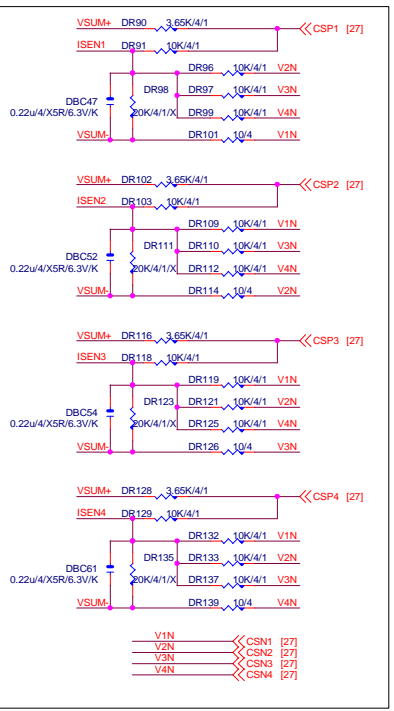 VSUM+ DR90 3.65K/4/1 CSP1 [27]
ISEN1 DR91 10K/4/1
DR96 10K/4/1 V2N
DR98 DR97 10K/4/1 V3N
DBC47 DR99 10K/4/1 V4N
0.22u/4/X5R/6.3V/K 20K/4/1/X
VSUM- DR101 10/4 V1N
VSUM+ DR102 3.65K/4/1 CSP2 [27]
ISEN2 DR103 10K/4/1
DR109 10K/4/1 V1N
DR111 DR110 10K/4/1 V3N
DBC52 DR112 10K/4/1 V4N
0.22u/4/X5R/6.3V/K 20K/4/1/X
VSUM- DR114 10/4 V2N
VSUM+ DR116 3.65K/4/1 CSP3 [27]
ISEN3 DR118 10K/4/1
DR119 10K/4/1 V1N
DR123 DR121 10K/4/1 V2N
DBC54 DR125 10K/4/1 V4N
0.22u/4/X5R/6.3V/K 20K/4/1/X
VSUM- DR126 10/4 V3N
VSUM+ DR128 3.65K/4/1 CSP4 [27]
ISEN4 DR129 10K/4/1
DR132 10K/4/1 V1N
DR135 DR133 10K/4/1 V2N
DBC61 DR137 10K/4/1 V3N
0.22u/4/X5R/6.3V/K 20K/4/1/X
VSUM- DR139 10/4 V4N
V1N CSN1 [27]
V2N CSN2 [27]
V3N CSN3 [27]
V4N CSN4 [27]